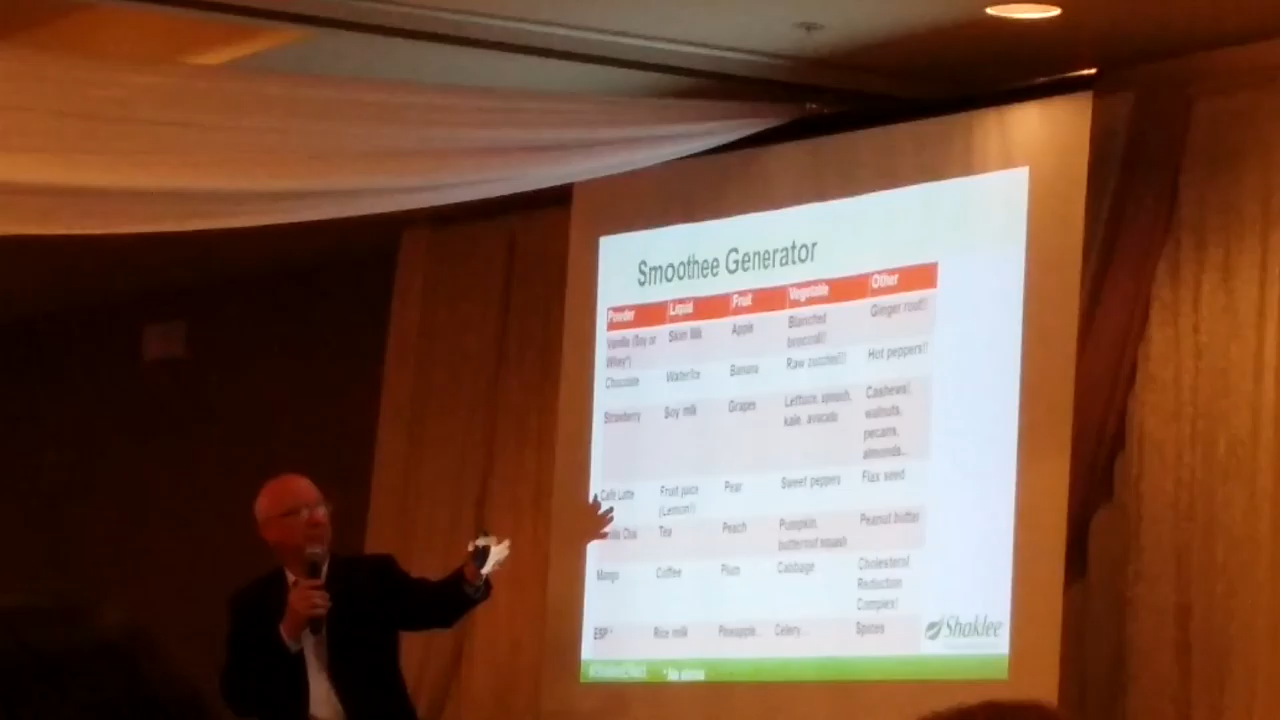 Smoothee Generator
Powder Liquid Fruit Vegetable Other
Vanilla (Soy or Whey*) Skim Milk Apple Blanched broccoli! Ginger root!!
Chocolate Water/ice Banana Raw zucchini!! Hot peppers!!
Strawberry Soy milk Grapes Lettuce, spinach, kale, avocado Cashews!, walnuts, pecans, almonds...
Café Latte Fruit juice (Lemon!) Pear Sweet peppers Flax seed
Chai Tea Peach Pumpkin, butternut squash Peanut butter
Mango Coffee Plum Cabbage Cholesterol Reduction Complex!
ESP* Rice milk Pineapple... Celery... Spices
Shaklee